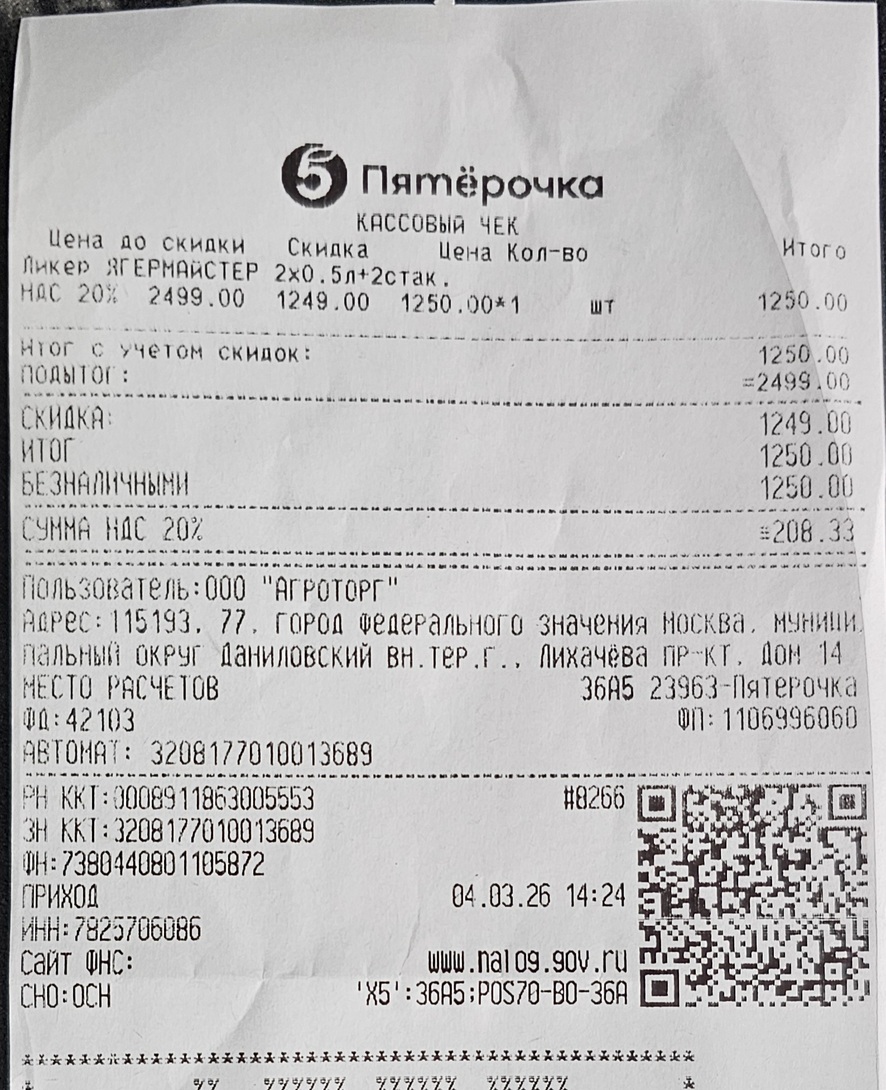 5 Пятёрочка
КАССОВЫЙ ЧЕК
Цена до скидки Скидка Цена Кол-во Итого
Ликер ЯГЕРМАЙСТЕР 2х0.5л+2стак.
НДС 20% 2499.00 1249.00 1250.00*1 шт 1250.00
Итог с учетом скидок: 1250.00
ПОДЫТОГ: =2499.00
СКИДКА: 1249.00
ИТОГ 1250.00
БЕЗНАЛИЧНЫМИ 1250.00
СУММА НДС 20% =208.33
Пользователь:ООО "АГРОТОРГ"
Адрес:115193, 77, город федерального значения Москва, муници
пальный округ Даниловский вн.тер.г., Лихачёва пр-кт, дом 14
МЕСТО РАСЧЕТОВ 36A5 23963-Пятерочка
ФД:42103 ФП:1106996060
АВТОМАТ: 3208177010013689
РН ККТ:0008911863005553 #8266
ЗН ККТ:3208177010013689
ФН:7380440801105872
ПРИХОД 04.03.26 14:24
ИНН:7825706086
Сайт ФНС: www.nalog.gov.ru
СНО:ОСН 'X5':36A5;POS70-BO-36A
*********************************************
* %% %%%%%% %%%%%% %%%%%% *